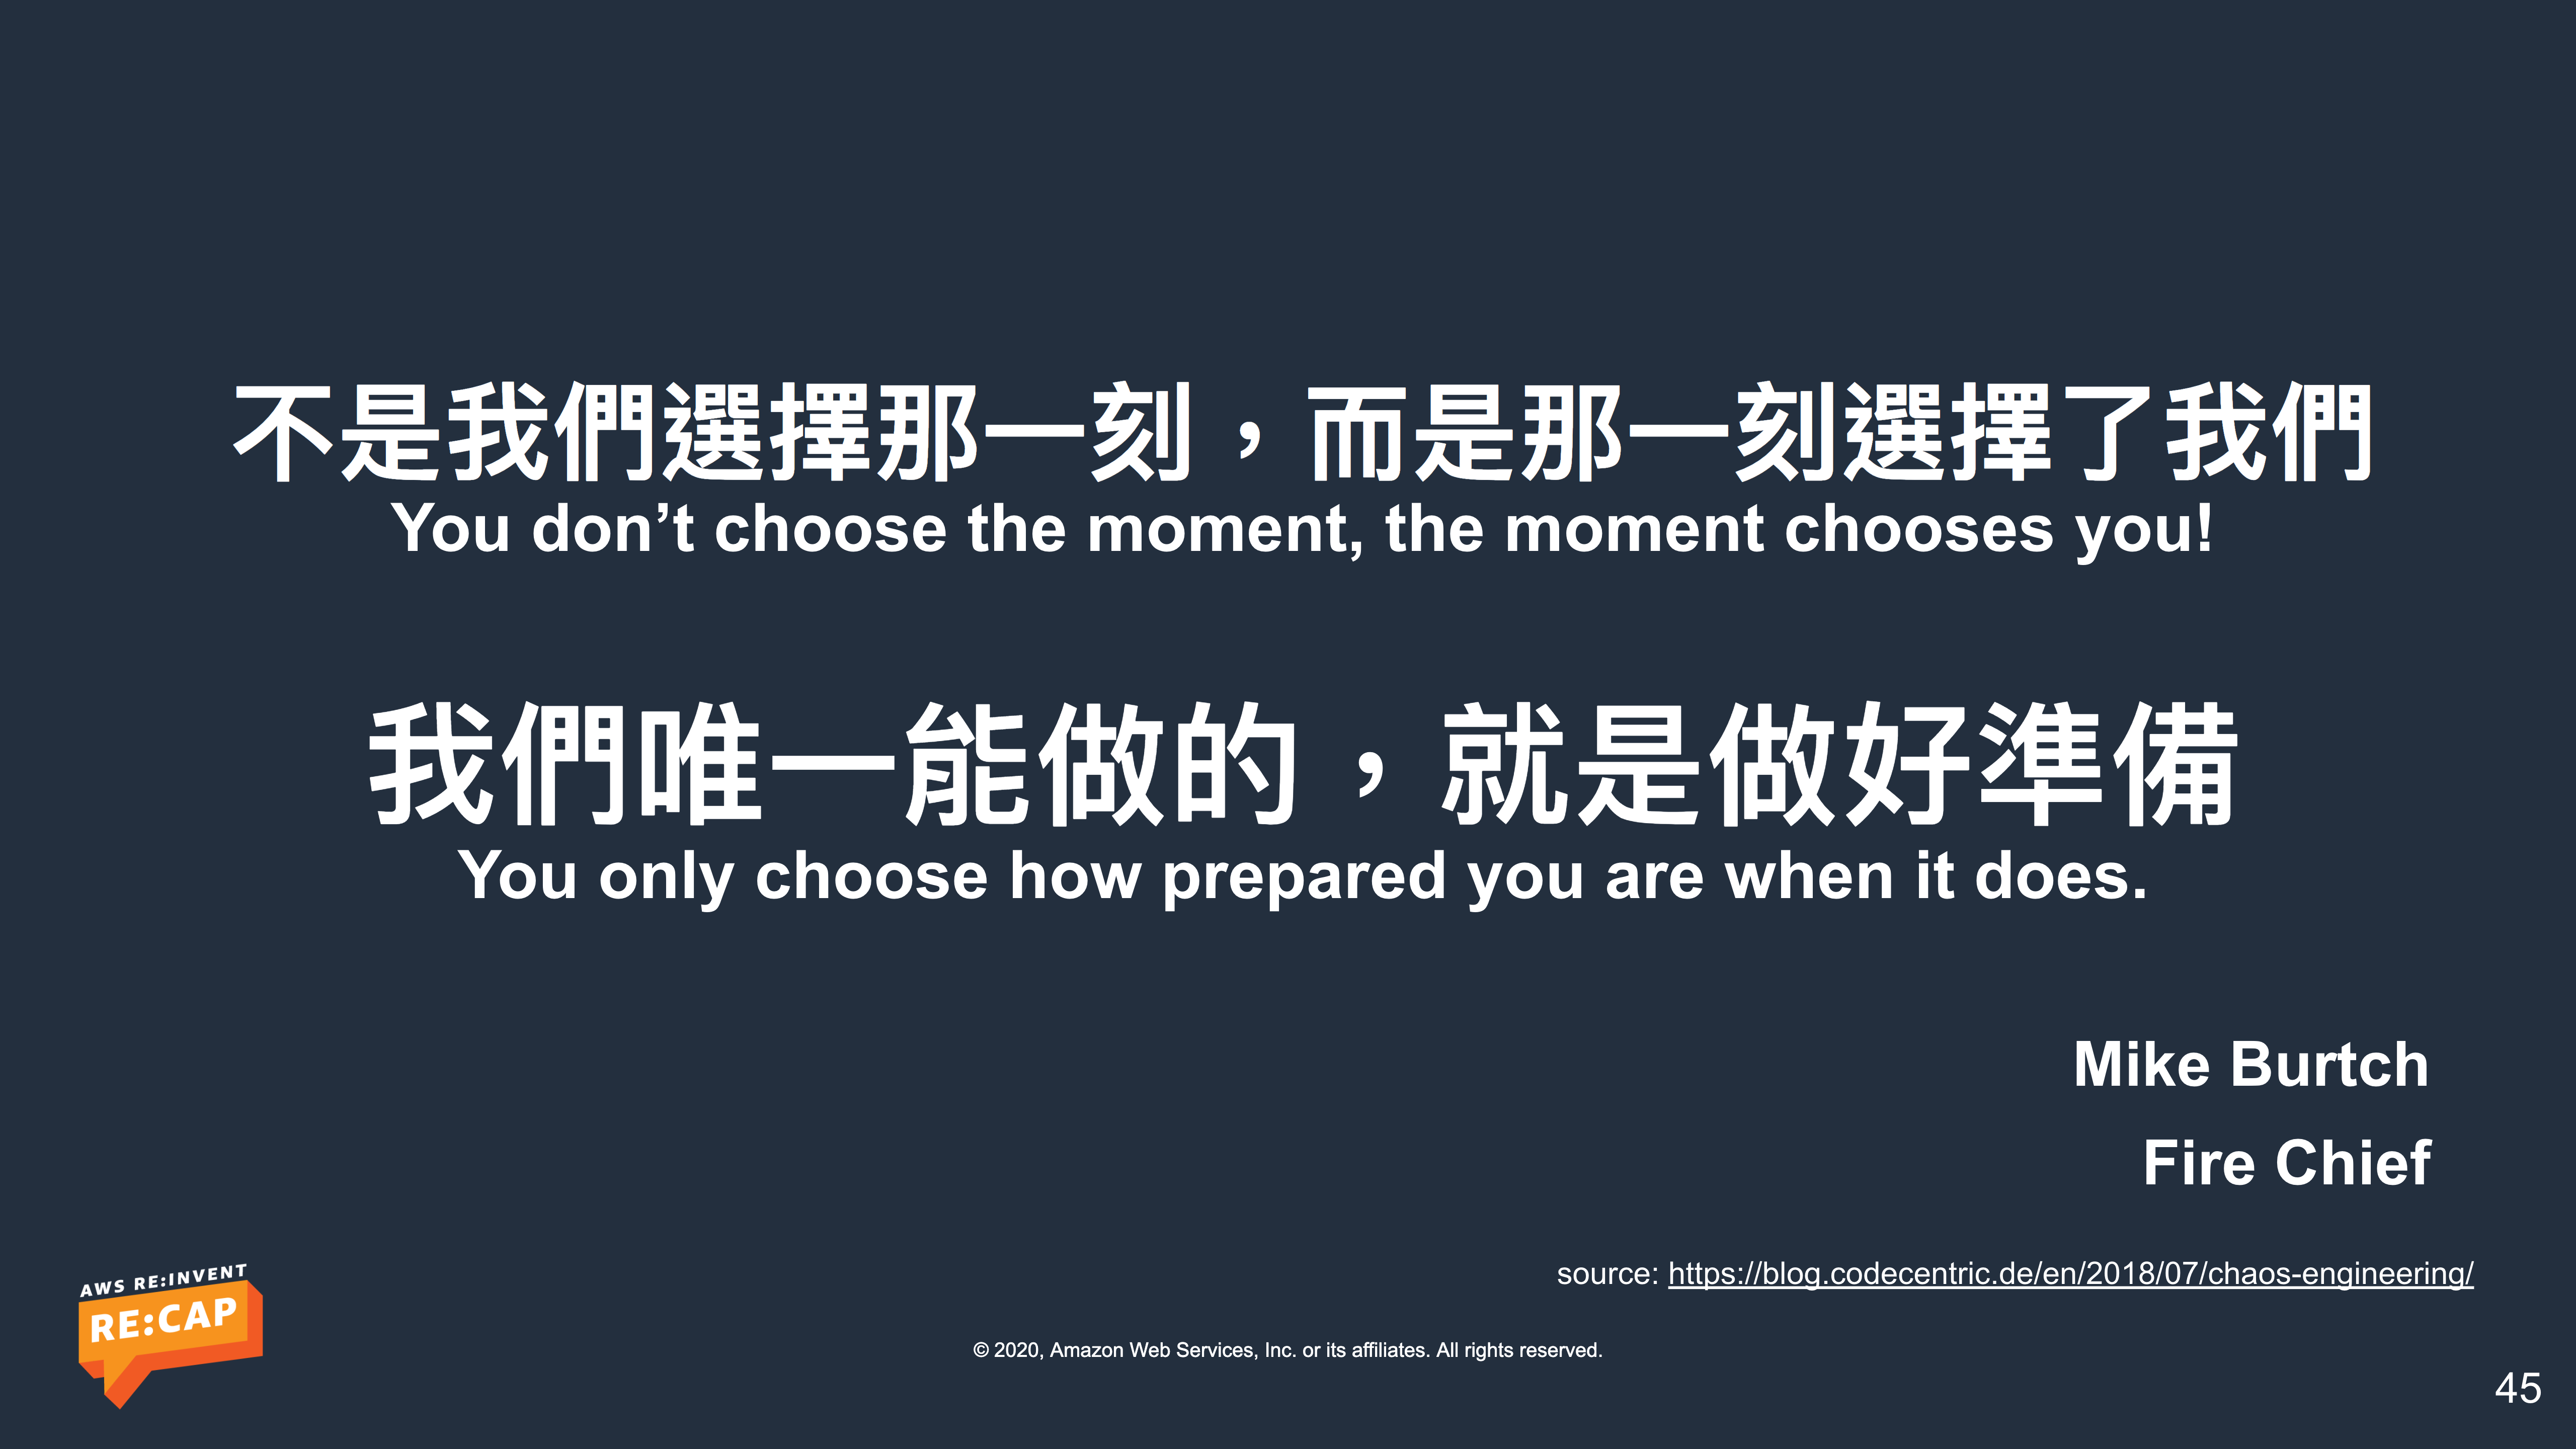 不是我們選擇那一刻，而是那一刻選擇了我們
You don’t choose the moment, the moment chooses you!
我們唯一能做的，就是做好準備
You only choose how prepared you are when it does.
Mike Burtch
Fire Chief
source: https://blog.codecentric.de/en/2018/07/chaos-engineering/
AWS RE:INVENT
RE:CAP
© 2020, Amazon Web Services, Inc. or its affiliates. All rights reserved.
45